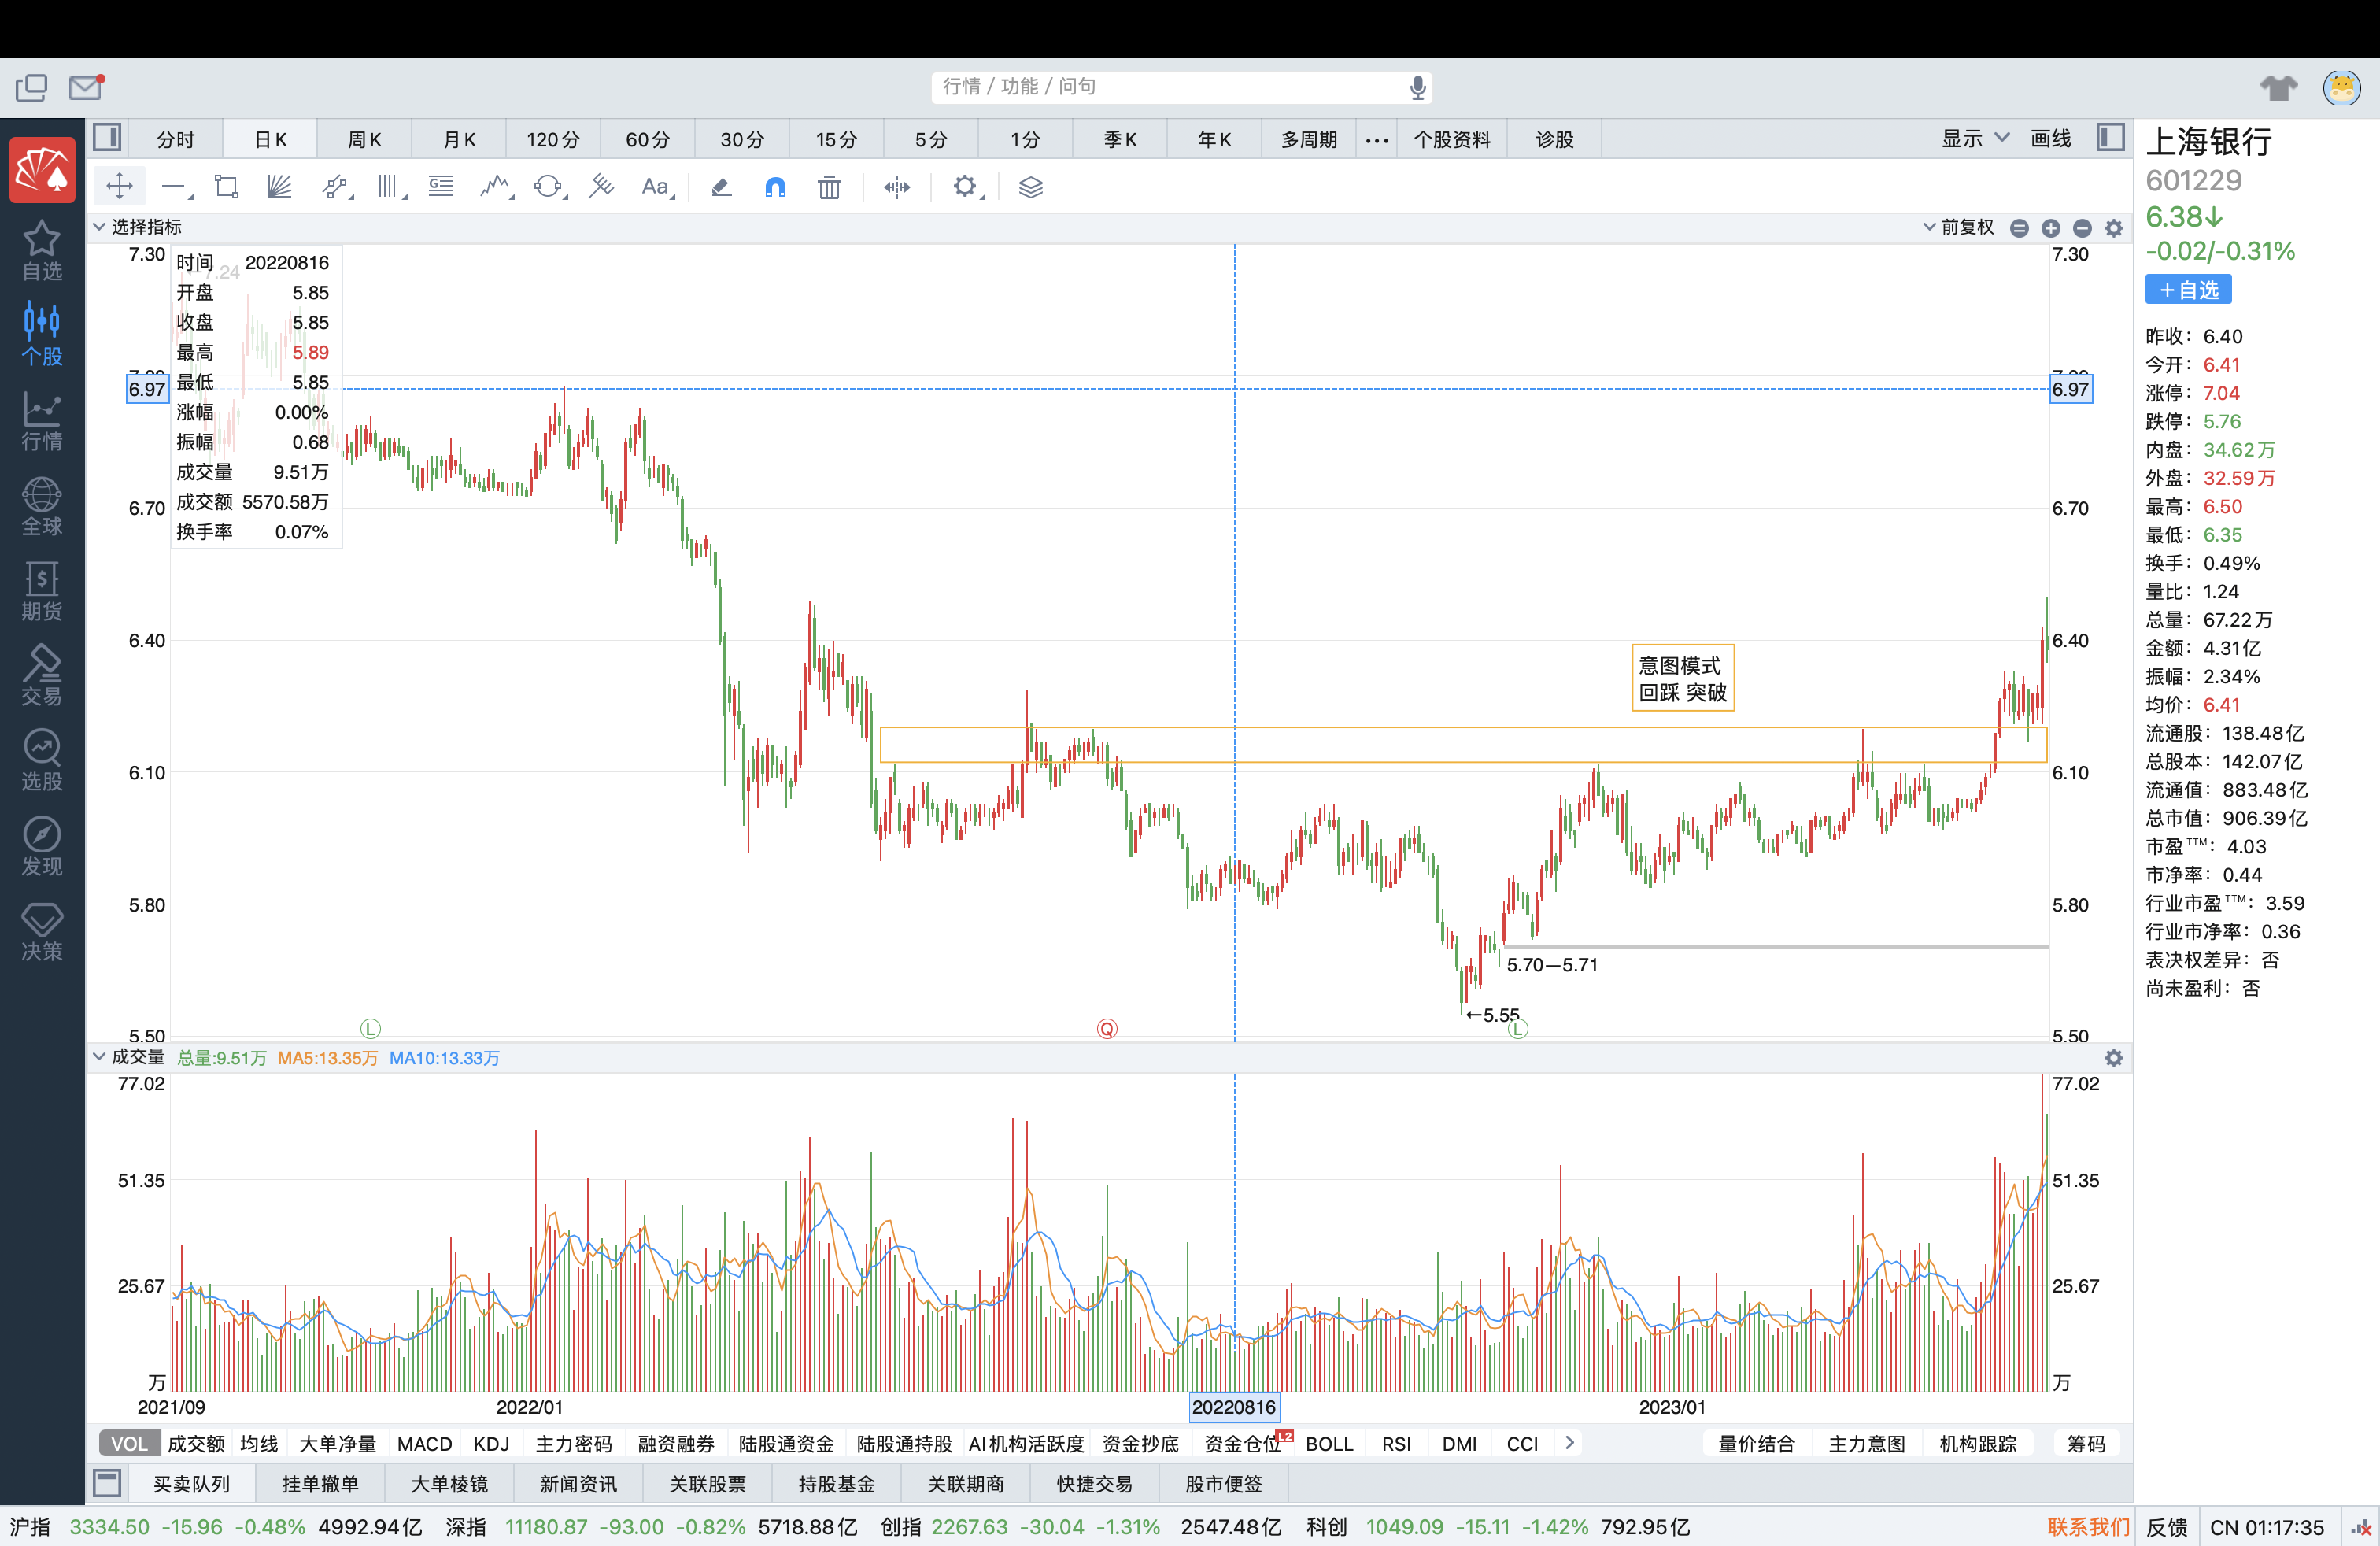 行情 / 功能 / 问句
分时 日K 周K 月K 120分 60分 30分 15分 5分 1分 季K 年K 多周期 ••• 个股资料 诊股 显示 画线
Aa
选择指标 前复权
自选
个股
行情
全球
期货
交易
选股
发现
决策
7.30
6.97
6.70
6.40
6.10
5.80
5.50
←7.24
时间 20220816
开盘 5.85
收盘 5.85
最高 5.89
最低 5.85
涨幅 0.00%
振幅 0.68
成交量 9.51万
成交额 5570.58万
换手率 0.07%
意图模式
回踩 突破
5.70—5.71
←5.55
L
Q
L
7.30
6.97
6.70
6.40
6.10
5.80
5.50
成交量 总量:9.51万 MA5:13.35万 MA10:13.33万
77.02
51.35
25.67
万
77.02
51.35
25.67
万
2021/09 2022/01 20220816 2023/01
VOL 成交额 均线 大单净量 MACD KDJ 主力密码 融资融券 陆股通资金 陆股通持股 AI机构活跃度 资金抄底 资金仓位 L2 BOLL RSI DMI CCI 量价结合 主力意图 机构跟踪 筹码
买卖队列 挂单撤单 大单棱镜 新闻资讯 关联股票 持股基金 关联期商 快捷交易 股市便签
上海银行
601229
6.38↓
-0.02/-0.31%
+自选
昨收: 6.40
今开: 6.41
涨停: 7.04
跌停: 5.76
内盘: 34.62万
外盘: 32.59万
最高: 6.50
最低: 6.35
换手: 0.49%
量比: 1.24
总量: 67.22万
金额: 4.31亿
振幅: 2.34%
均价: 6.41
流通股: 138.48亿
总股本: 142.07亿
流通值: 883.48亿
总市值: 906.39亿
市盈TTM: 4.03
市净率: 0.44
行业市盈TTM: 3.59
行业市净率: 0.36
表决权差异: 否
尚未盈利: 否
沪指 3334.50 -15.96 -0.48% 4992.94亿 深指 11180.87 -93.00 -0.82% 5718.88亿 创指 2267.63 -30.04 -1.31% 2547.48亿 科创 1049.09 -15.11 -1.42% 792.95亿 联系我们 反馈 CN 01:17:35